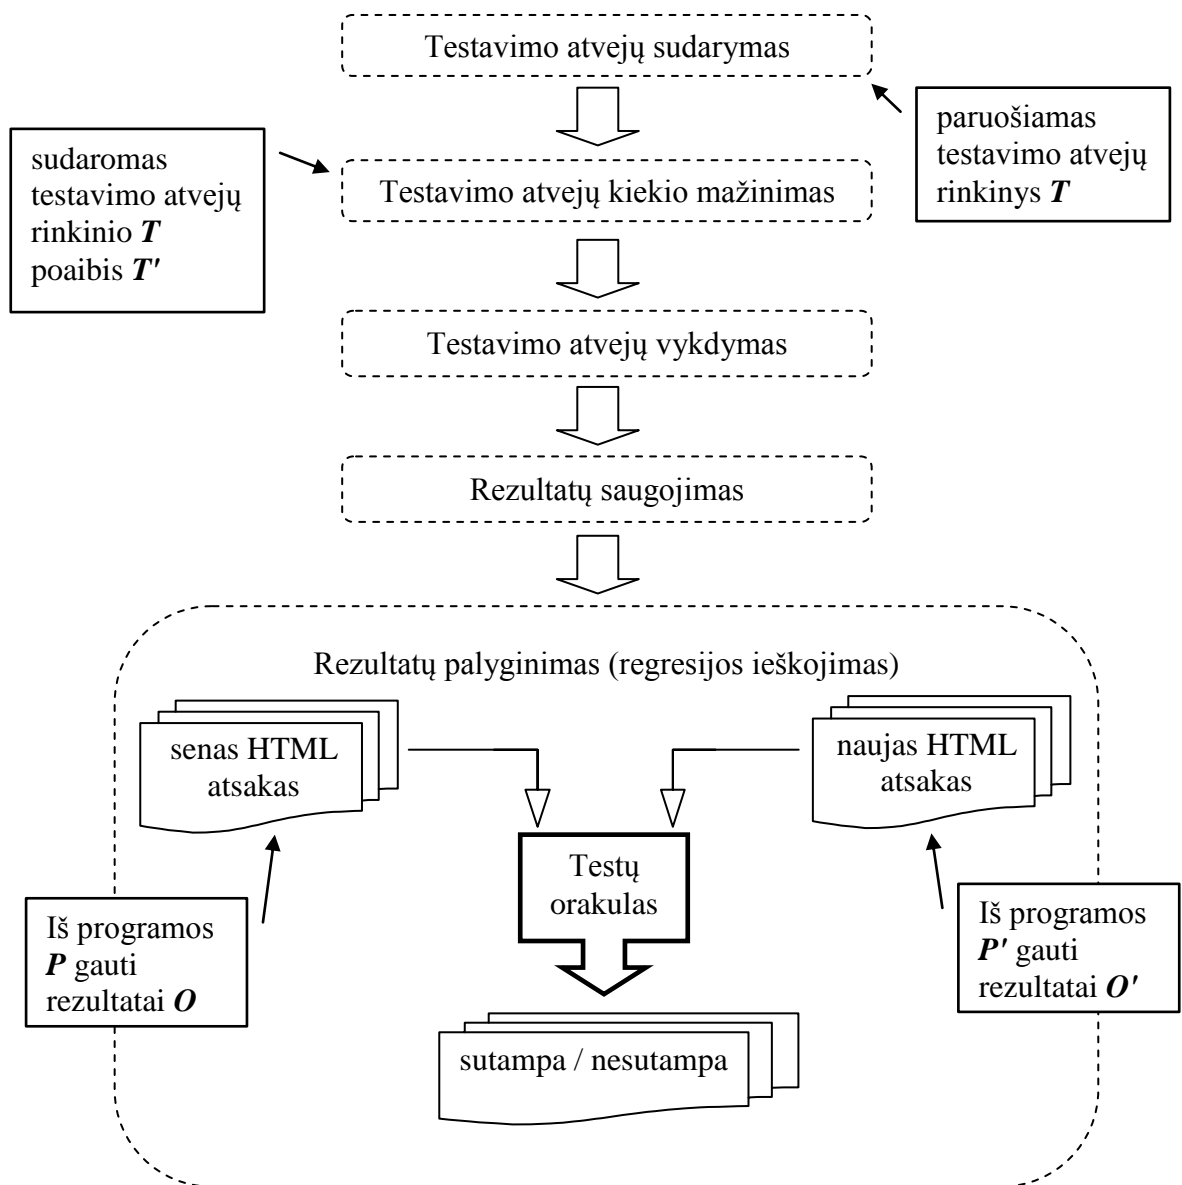 Testavimo atvejų sudarymas
paruošiamas
testavimo atvejų
rinkinys T
sudaromas
testavimo atvejų
rinkinio T
poaibis T'
Testavimo atvejų kiekio mažinimas
Testavimo atvejų vykdymas
Rezultatų saugojimas
Rezultatų palyginimas (regresijos ieškojimas)
senas HTML
atsakas
naujas HTML
atsakas
Testų
orakulas
Iš programos
P gauti
rezultatai O
Iš programos
P' gauti
rezultatai O'
sutampa / nesutampa